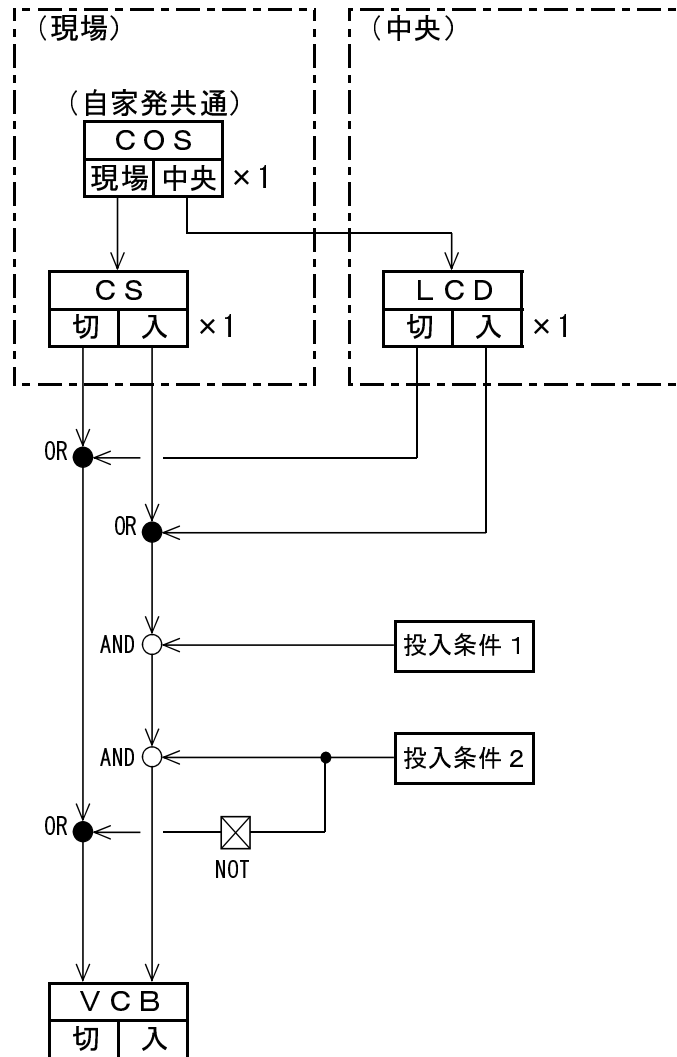 （現場）
（中央）
（自家発共通）
ＣＯＳ
現場 中央 ×1
ＣＳ
切 入 ×1
ＬＣＤ
切 入 ×1
OR
OR
AND
投入条件１
AND
投入条件２
OR
NOT
ＶＣＢ
切 入